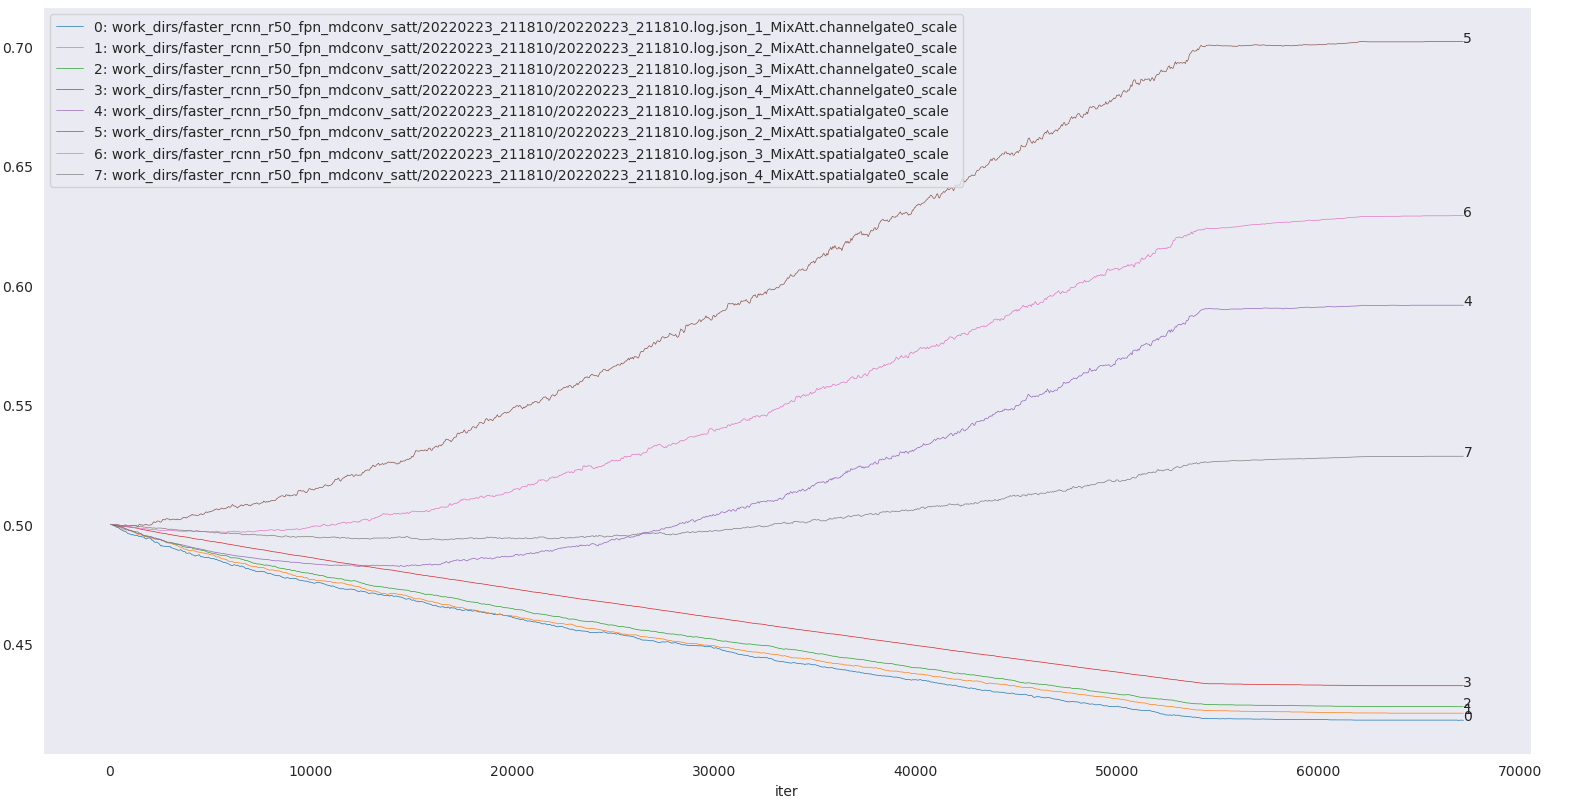 0: work_dirs/faster_rcnn_r50_fpn_mdconv_satt/20220223_211810/20220223_211810.log.json_1_MixAtt.channelgate0_scale
1: work_dirs/faster_rcnn_r50_fpn_mdconv_satt/20220223_211810/20220223_211810.log.json_2_MixAtt.channelgate0_scale
2: work_dirs/faster_rcnn_r50_fpn_mdconv_satt/20220223_211810/20220223_211810.log.json_3_MixAtt.channelgate0_scale
3: work_dirs/faster_rcnn_r50_fpn_mdconv_satt/20220223_211810/20220223_211810.log.json_4_MixAtt.channelgate0_scale
4: work_dirs/faster_rcnn_r50_fpn_mdconv_satt/20220223_211810/20220223_211810.log.json_1_MixAtt.spatialgate0_scale
5: work_dirs/faster_rcnn_r50_fpn_mdconv_satt/20220223_211810/20220223_211810.log.json_2_MixAtt.spatialgate0_scale
6: work_dirs/faster_rcnn_r50_fpn_mdconv_satt/20220223_211810/20220223_211810.log.json_3_MixAtt.spatialgate0_scale
7: work_dirs/faster_rcnn_r50_fpn_mdconv_satt/20220223_211810/20220223_211810.log.json_4_MixAtt.spatialgate0_scale
0.70
0.65
0.60
0.55
0.50
0.45
5
6
4
7
3
2
1
0
0 10000 20000 30000 40000 50000 60000 70000
iter